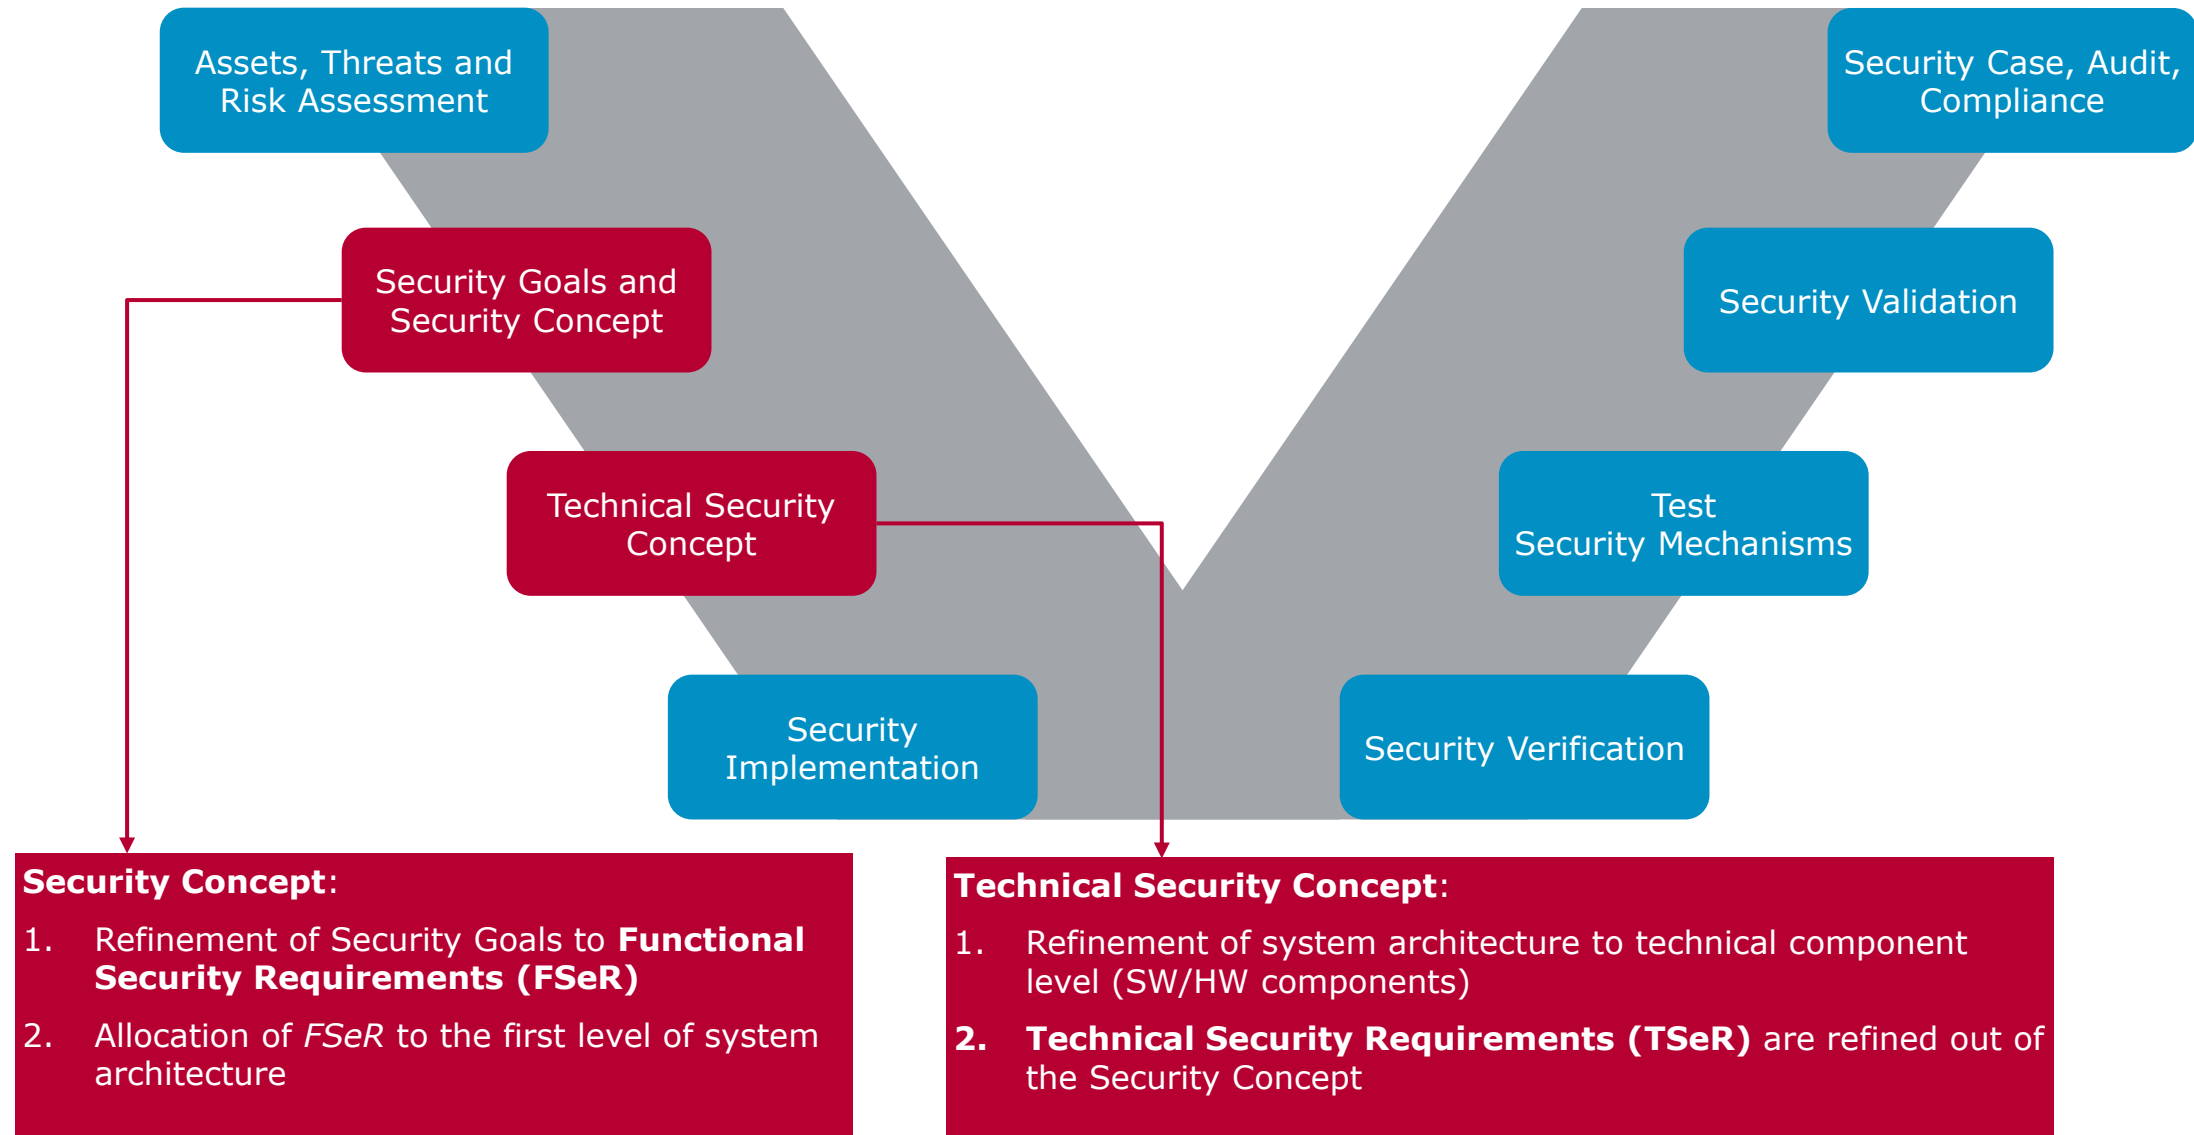 Assets, Threats and
Risk Assessment
Security Case, Audit,
Compliance
Security Goals and
Security Concept
Security Validation
Technical Security
Concept
Test
Security Mechanisms
Security
Implementation
Security Verification
Security Concept:
1. Refinement of Security Goals to Functional
Security Requirements (FSeR)
2. Allocation of FSeR to the first level of system
architecture
Technical Security Concept:
1. Refinement of system architecture to technical component
level (SW/HW components)
2. Technical Security Requirements (TSeR) are refined out of
the Security Concept